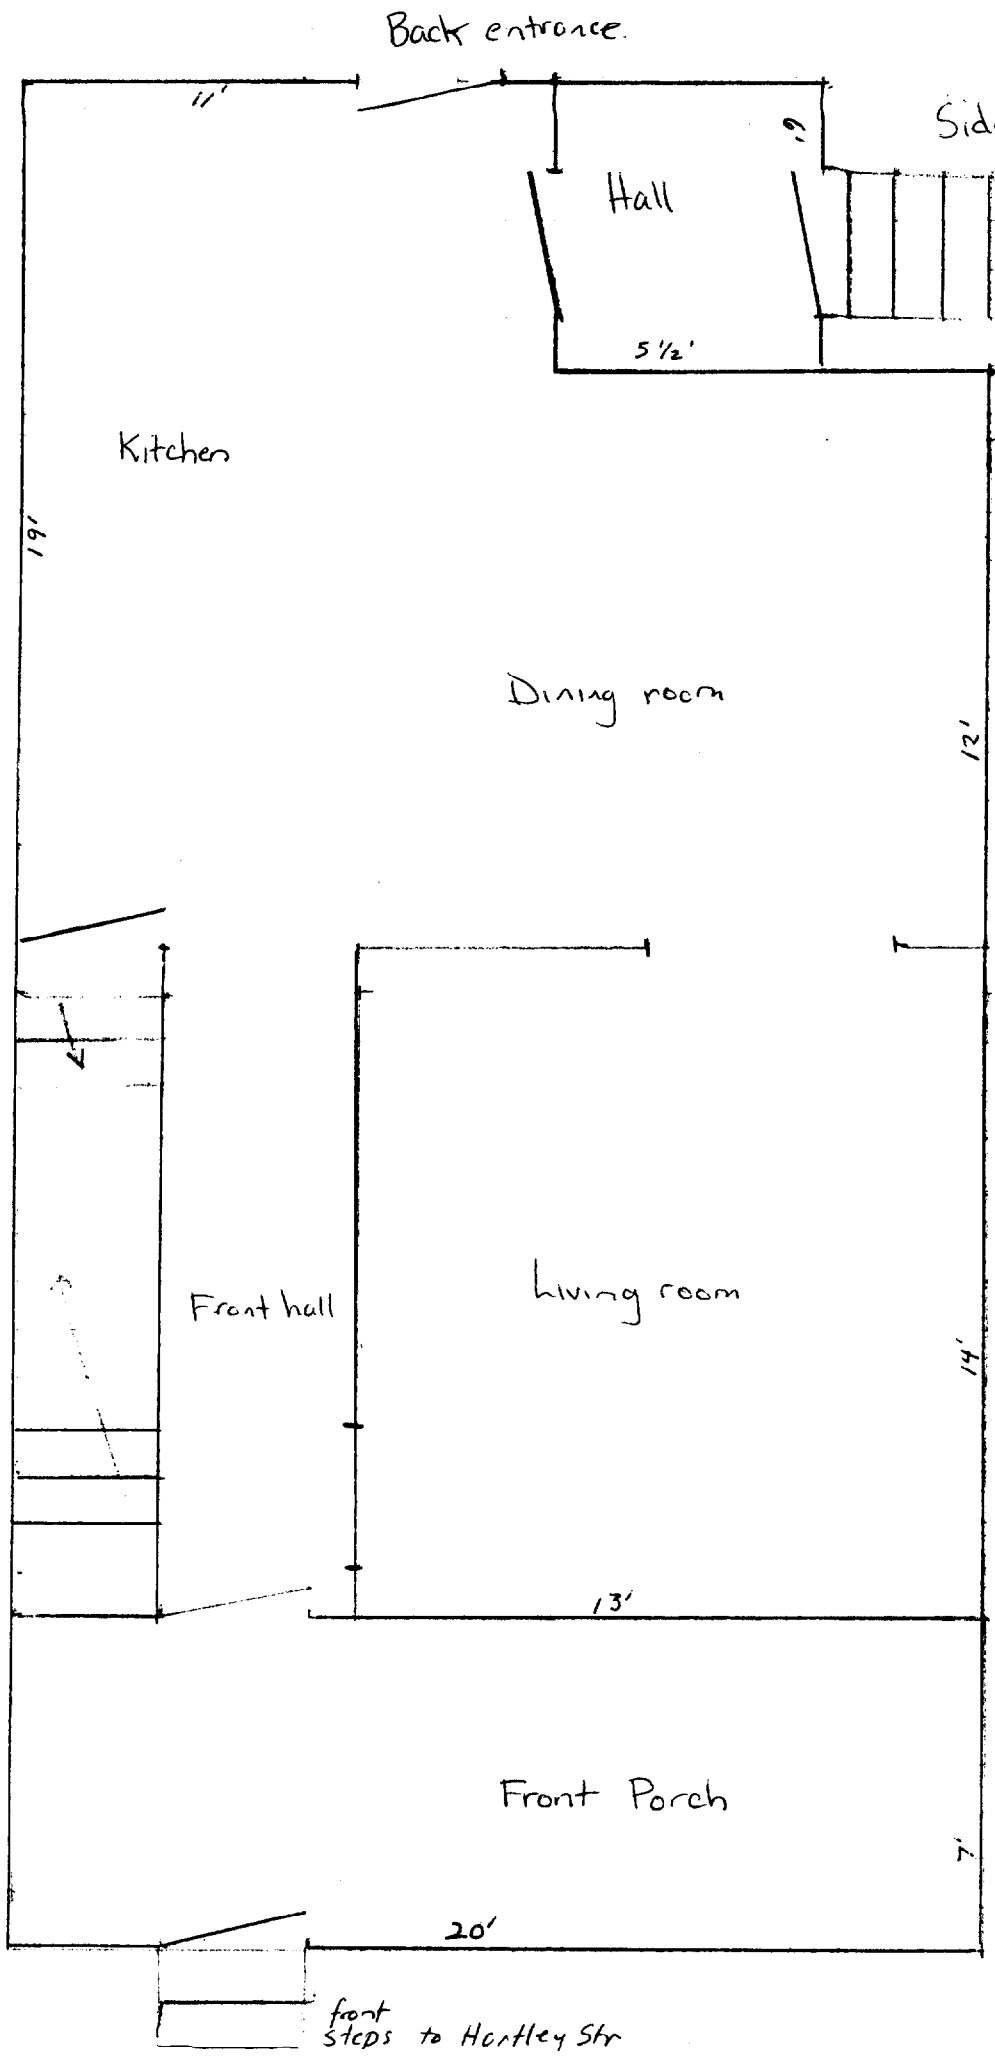 Back entrance.
11'
6'
Hall
5 1/2'
Kitchen
19'
Dining room
12'
Front hall
Living room
14'
13'
Front Porch
7'
20'
front
steps to Hartley Str